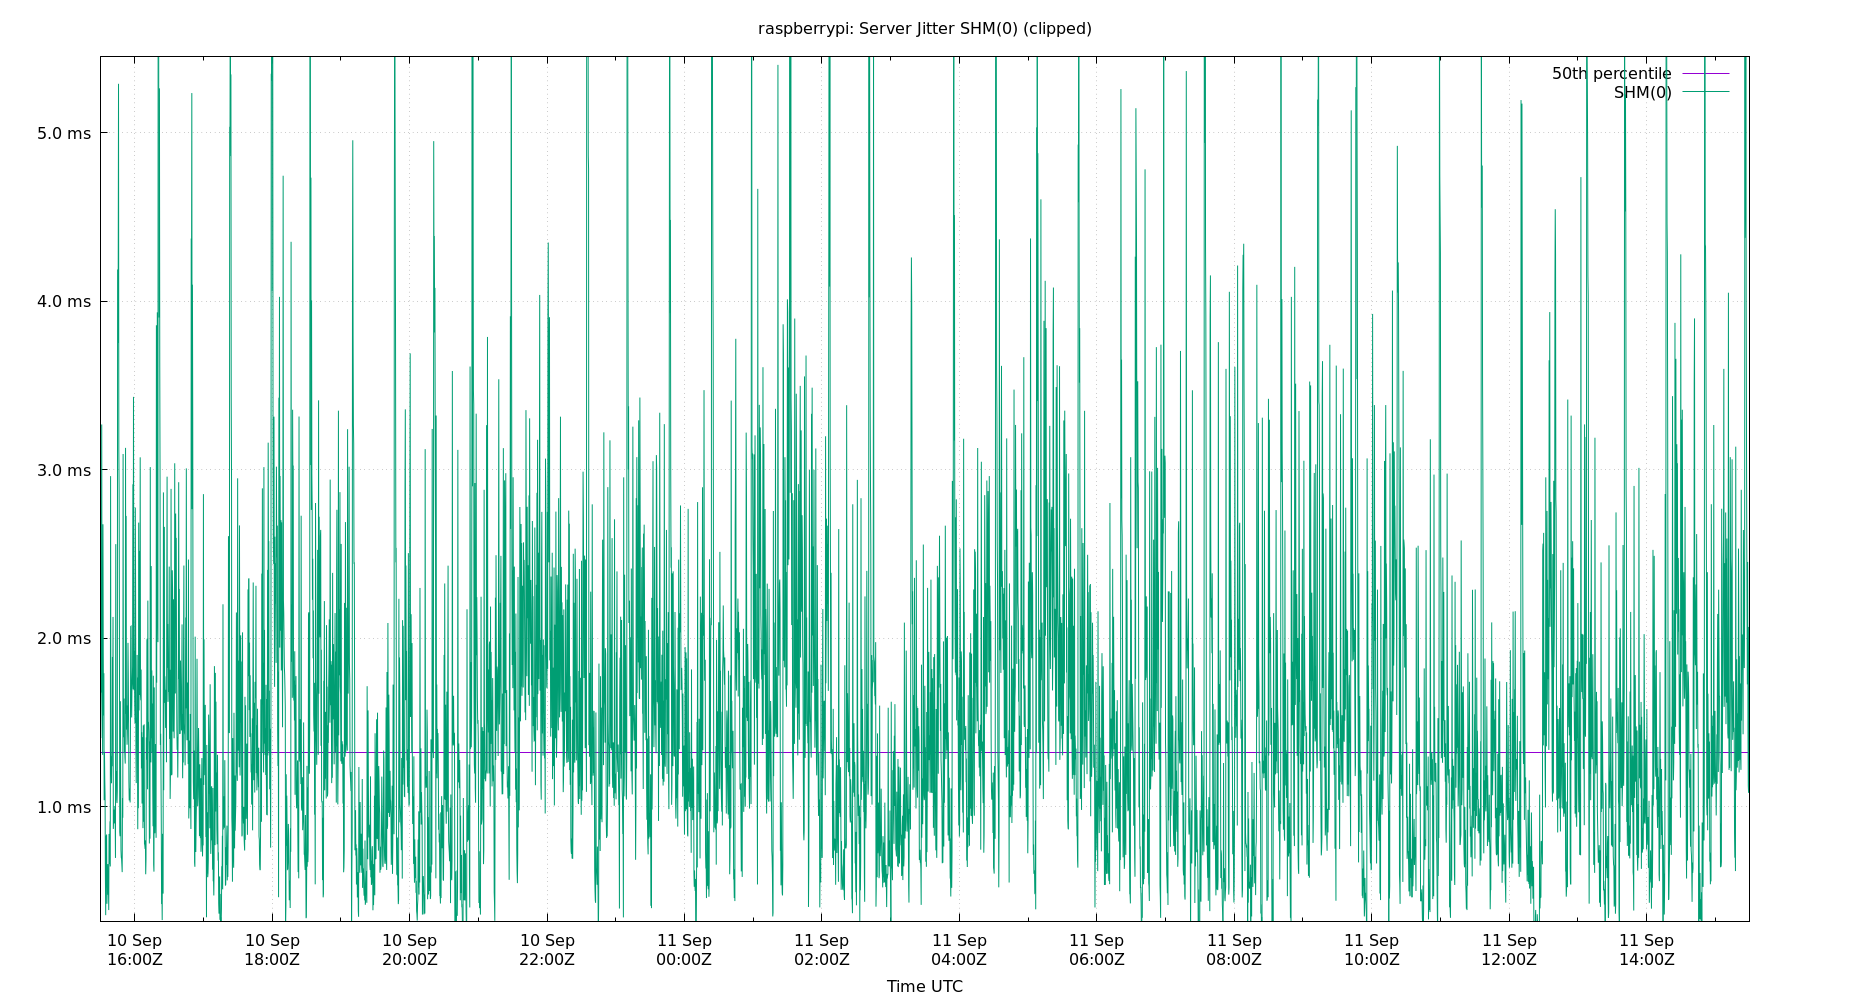 raspberrypi: Server Jitter SHM(0) (clipped)
50th percentile
SHM(0)
5.0 ms
4.0 ms
3.0 ms
2.0 ms
1.0 ms
10 Sep 10 Sep 10 Sep 10 Sep 11 Sep 11 Sep 11 Sep 11 Sep 11 Sep 11 Sep 11 Sep 11 Sep
16:00Z 18:00Z 20:00Z 22:00Z 00:00Z 02:00Z 04:00Z 06:00Z 08:00Z 10:00Z 12:00Z 14:00Z
Time UTC